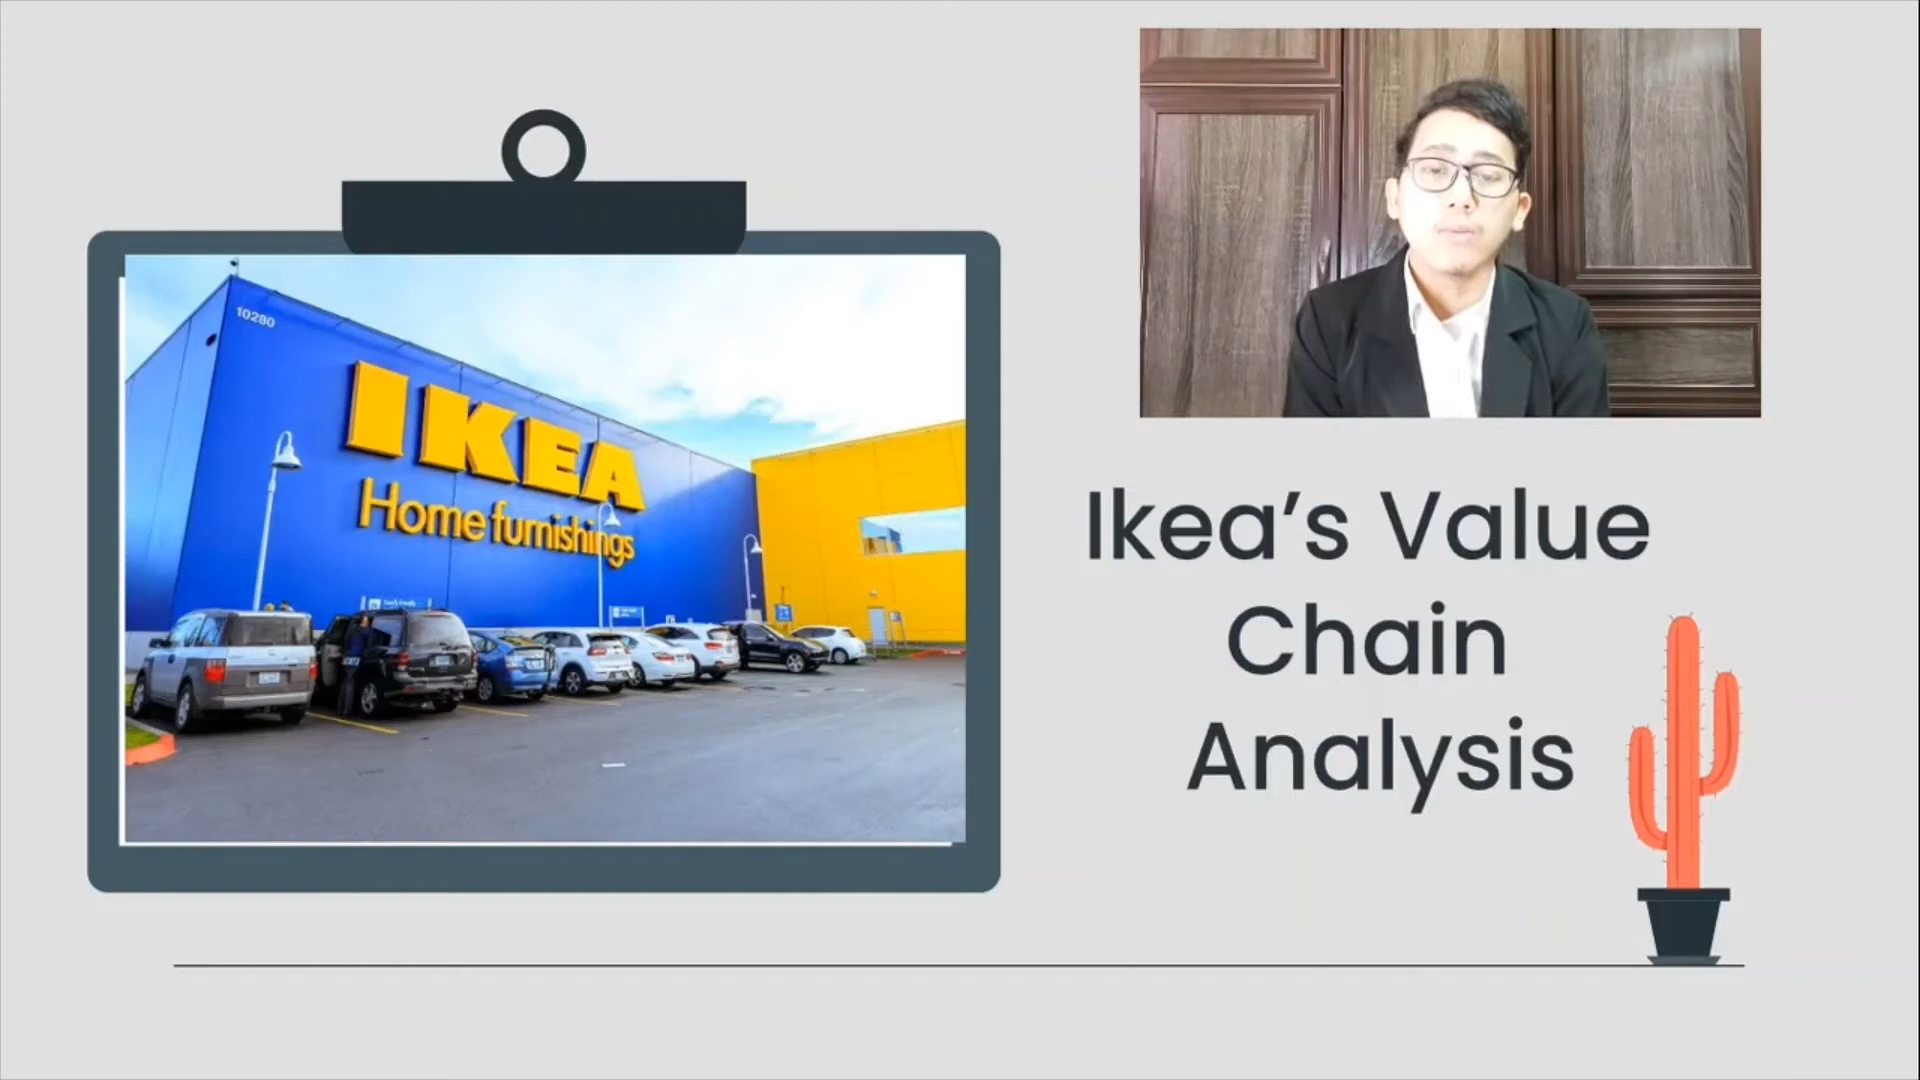 10280
IKEA
Home furnishings
Ikea’s Value
Chain
Analysis